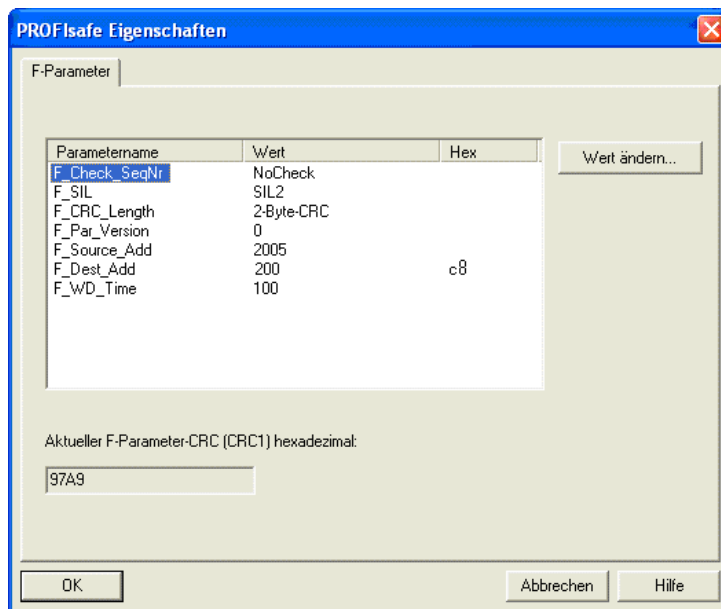 PROFIsafe Eigenschaften
F-Parameter
Parametername Wert Hex
Wert ändern...
F_Check_SeqNr NoCheck
F_SIL SIL2
F_CRC_Length 2-Byte-CRC
F_Par_Version 0
F_Source_Add 2005
F_Dest_Add 200 c8
F_WD_Time 100
Aktueller F-Parameter-CRC (CRC1) hexadezimal:
97A9
OK Abbrechen Hilfe